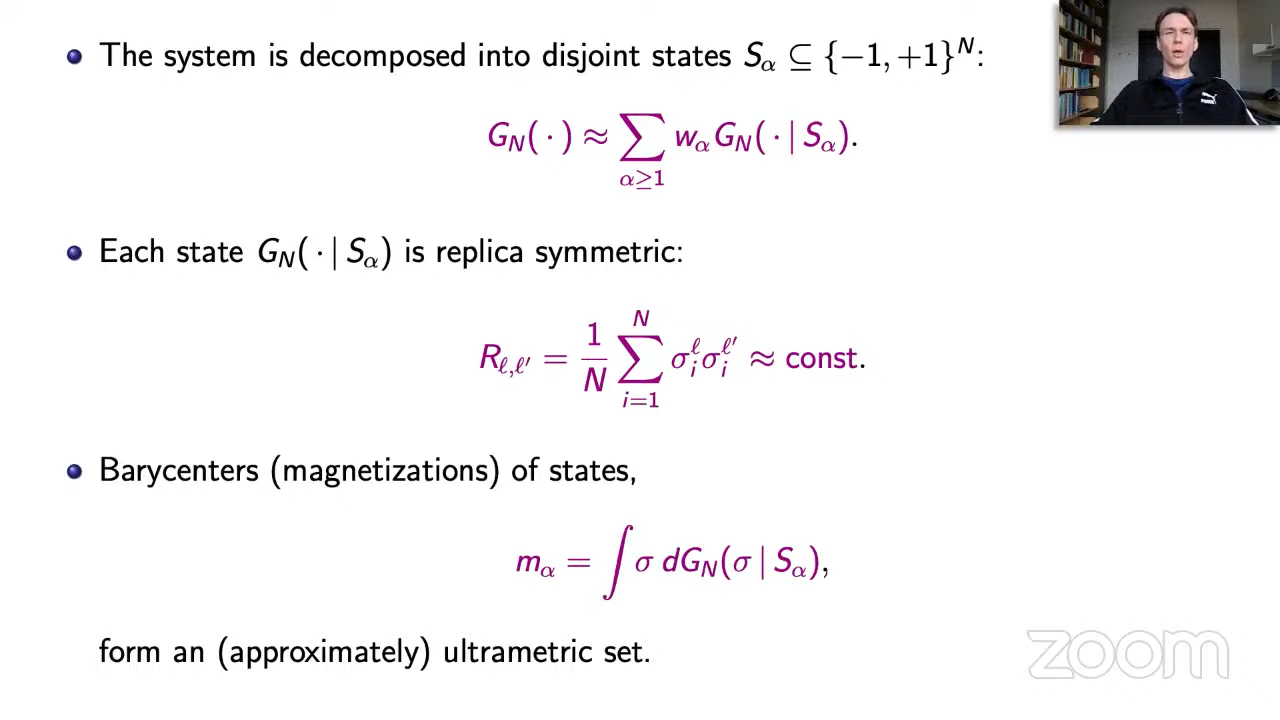 The system is decomposed into disjoint states S_α ⊆ {−1, +1}^N:
G_N( · ) ≈ ∑_{α≥1} w_α G_N( · | S_α).
Each state G_N( · | S_α) is replica symmetric:
R_{ℓ,ℓ′} = 1/N ∑_{i=1}^{N} σ_i^ℓ σ_i^{ℓ′} ≈ const.
Barycenters (magnetizations) of states,
m_α = ∫ σ dG_N(σ | S_α),
form an (approximately) ultrametric set.
zoom